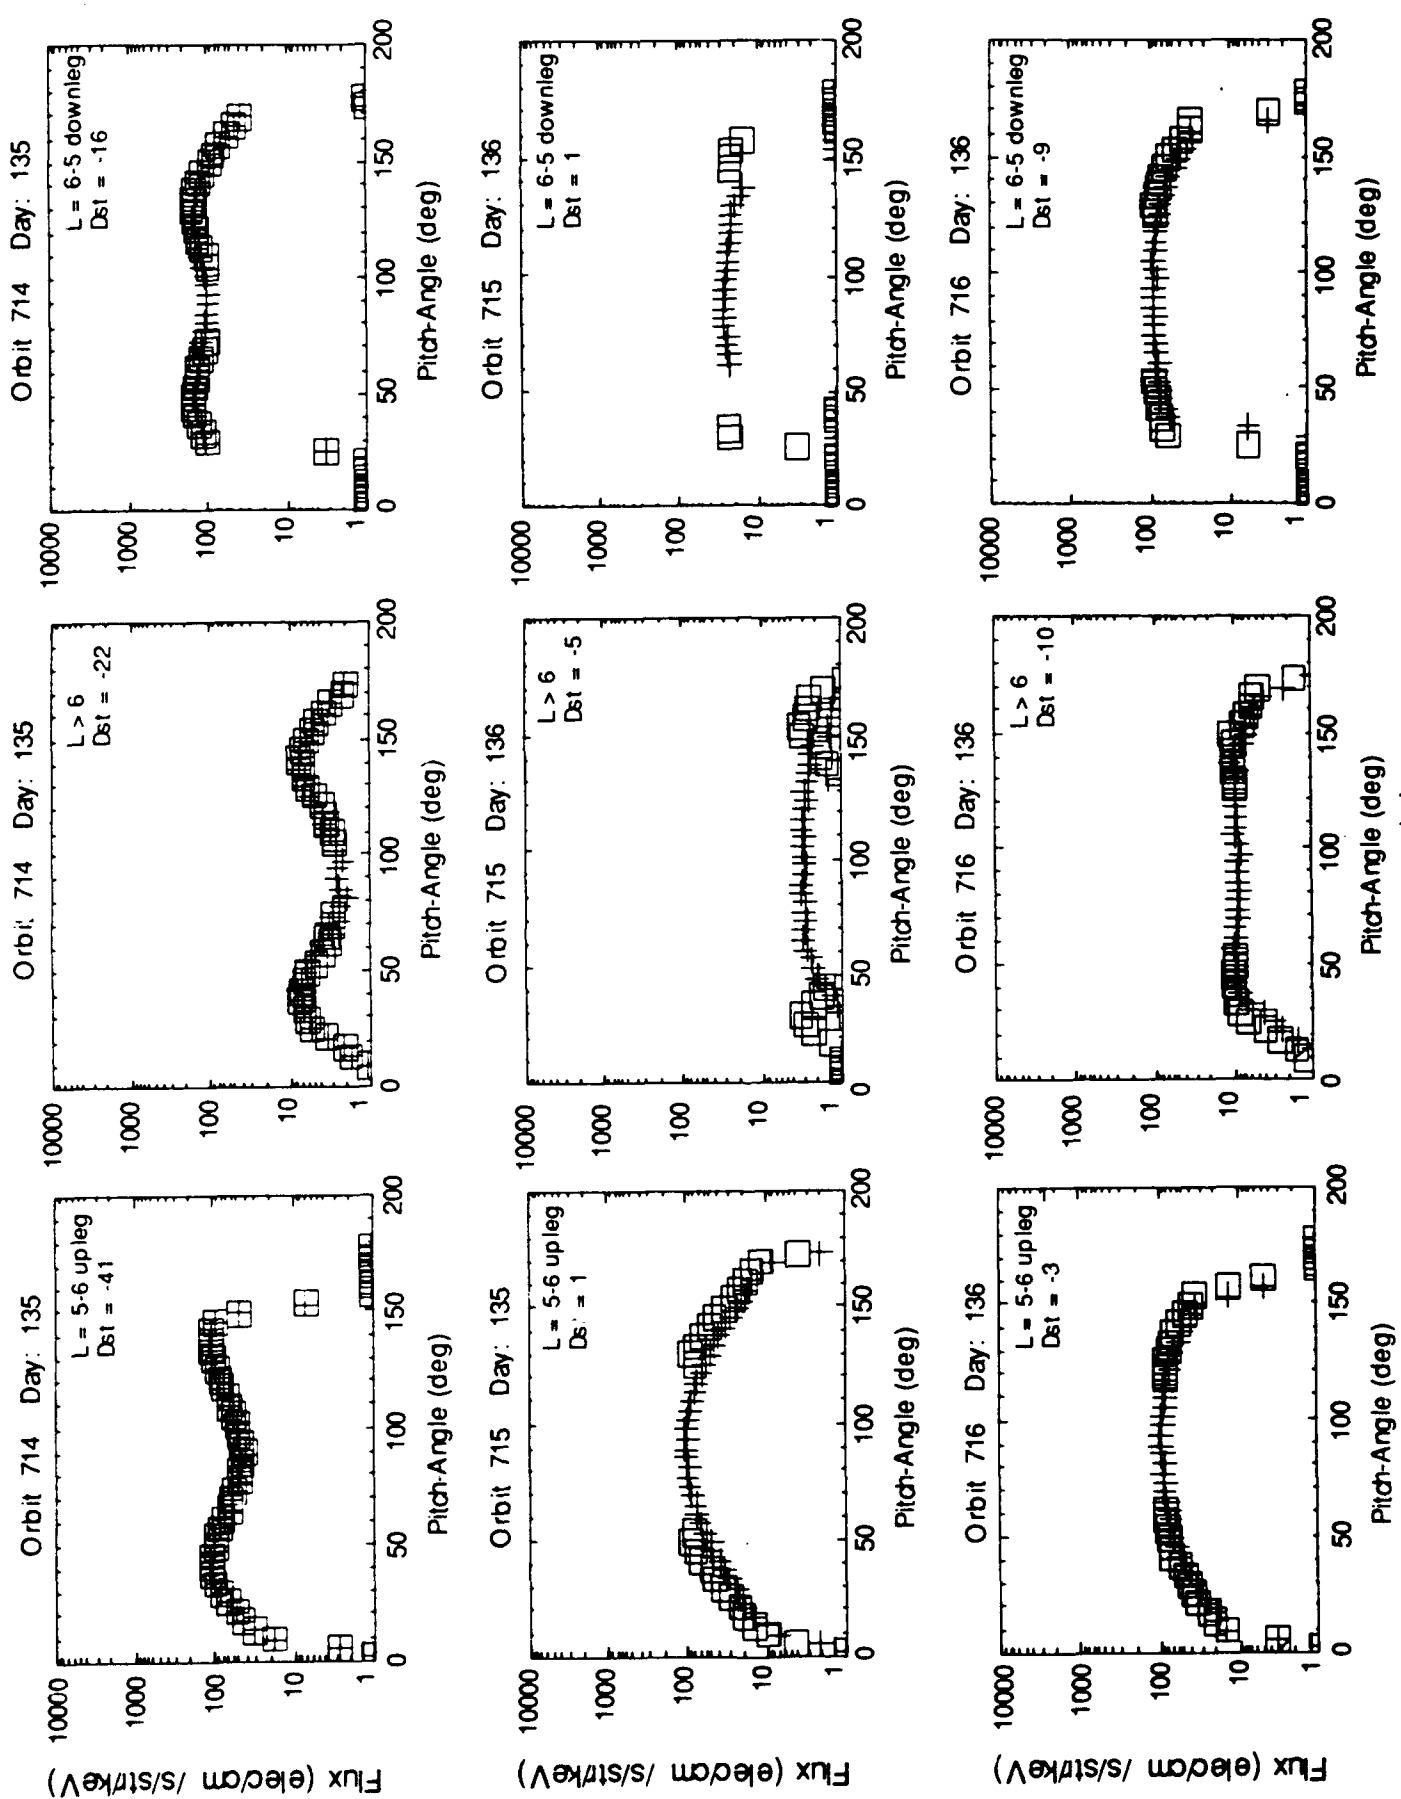 Orbit 714 Day: 135
L = 5-6 upleg
Dst = -41
10000
1000
100
10
1
0
50
100
150
200
Pitch-Angle (deg)
Flux (elec/cm /s/str/keV)
Orbit 714 Day: 135
L > 6
Dst = -22
10000
1000
100
10
1
0
50
100
150
200
Pitch-Angle (deg)
Orbit 714 Day: 135
L = 6-5 downleg
Dst = -16
10000
1000
100
10
1
0
50
100
150
200
Pitch-Angle (deg)
Orbit 715 Day: 135
L = 5-6 upleg
Dst = 1
10000
1000
100
10
1
0
50
100
150
200
Pitch-Angle (deg)
Flux (elec/cm /s/str/keV)
Orbit 715 Day: 136
L > 6
Dst = -5
10000
1000
100
10
1
0
50
100
150
200
Pitch-Angle (deg)
Orbit 715 Day: 136
L = 6-5 downleg
Dst = 1
10000
1000
100
10
1
0
50
100
150
200
Pitch-Angle (deg)
Orbit 716 Day: 136
L = 5-6 upleg
Dst = -3
10000
1000
100
10
1
0
50
100
150
200
Pitch-Angle (deg)
Flux (elec/cm /s/str/keV)
Orbit 716 Day: 136
L > 6
Dst = -10
10000
1000
100
10
1
0
50
100
150
200
Pitch-Angle (deg)
Orbit 716 Day: 136
L = 6-5 downleg
Dst = -9
10000
1000
100
10
1
0
50
100
150
200
Pitch-Angle (deg)